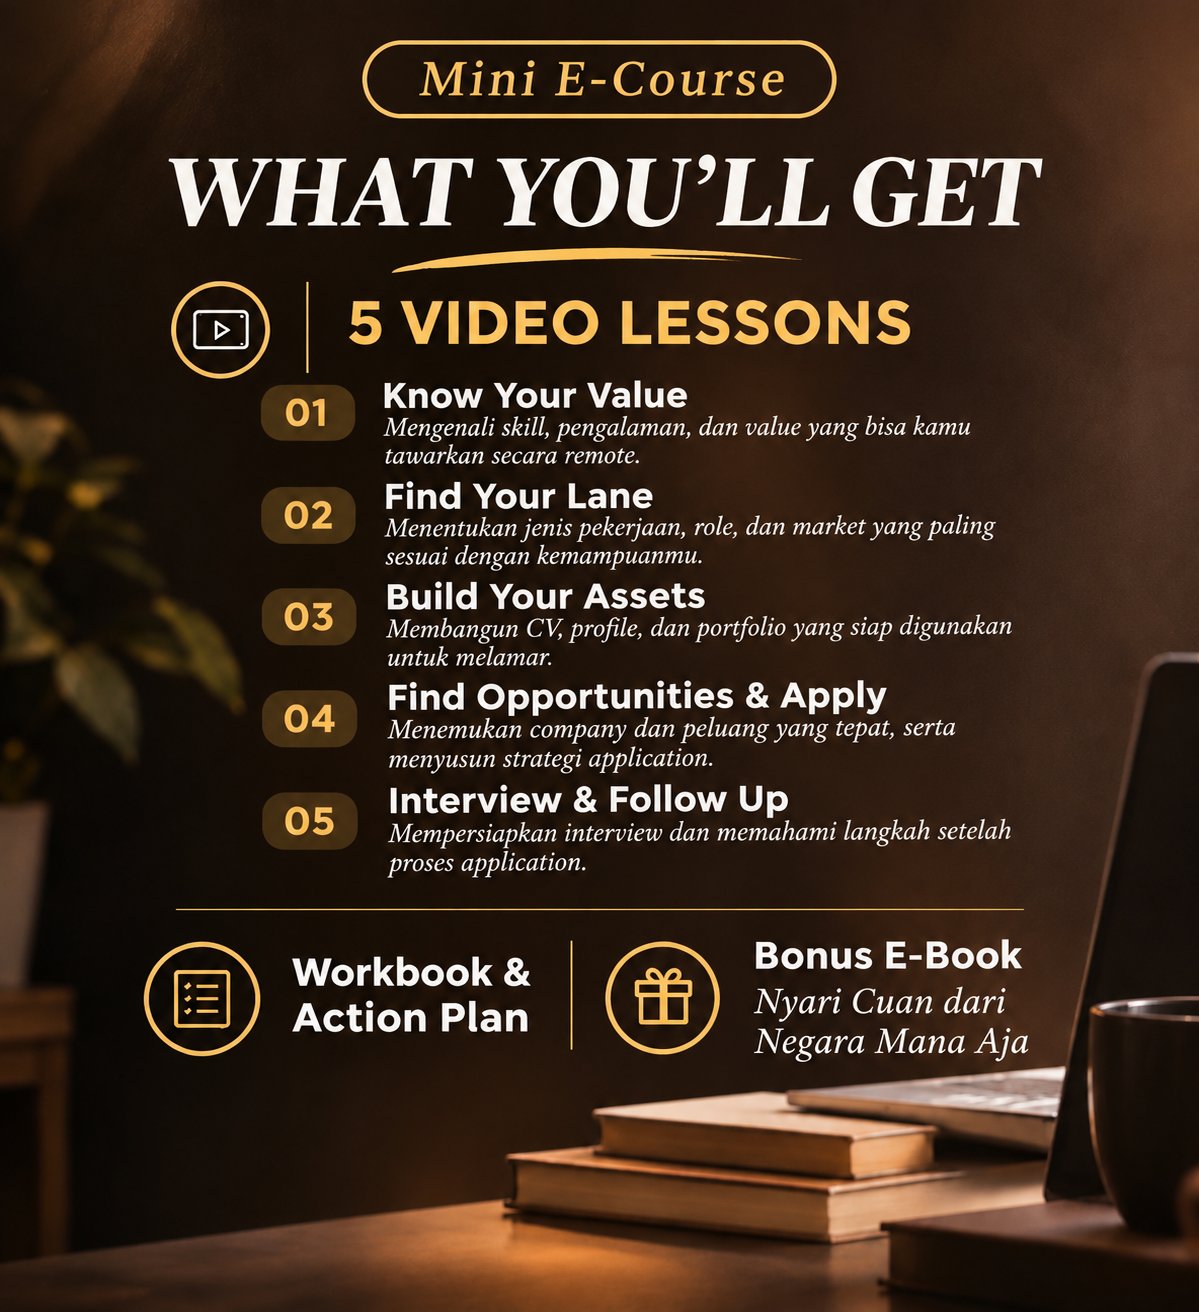 Mini E-Course
WHAT YOU'LL GET
5 VIDEO LESSONS
01
Know Your Value
Mengenali skill, pengalaman, dan value yang bisa kamu
tawarkan secara remote.
02
Find Your Lane
Menentukan jenis pekerjaan, role, dan market yang paling
sesuai dengan kemampuanmu.
03
Build Your Assets
Membangun CV, profile, dan portfolio yang siap digunakan
untuk melamar.
04
Find Opportunities & Apply
Menemukan company dan peluang yang tepat, serta
menyusun strategi application.
05
Interview & Follow Up
Mempersiapkan interview dan memahami langkah setelah
proses application.
Workbook &
Action Plan
Bonus E-Book
Nyari Cuan dari
Negara Mana Aja